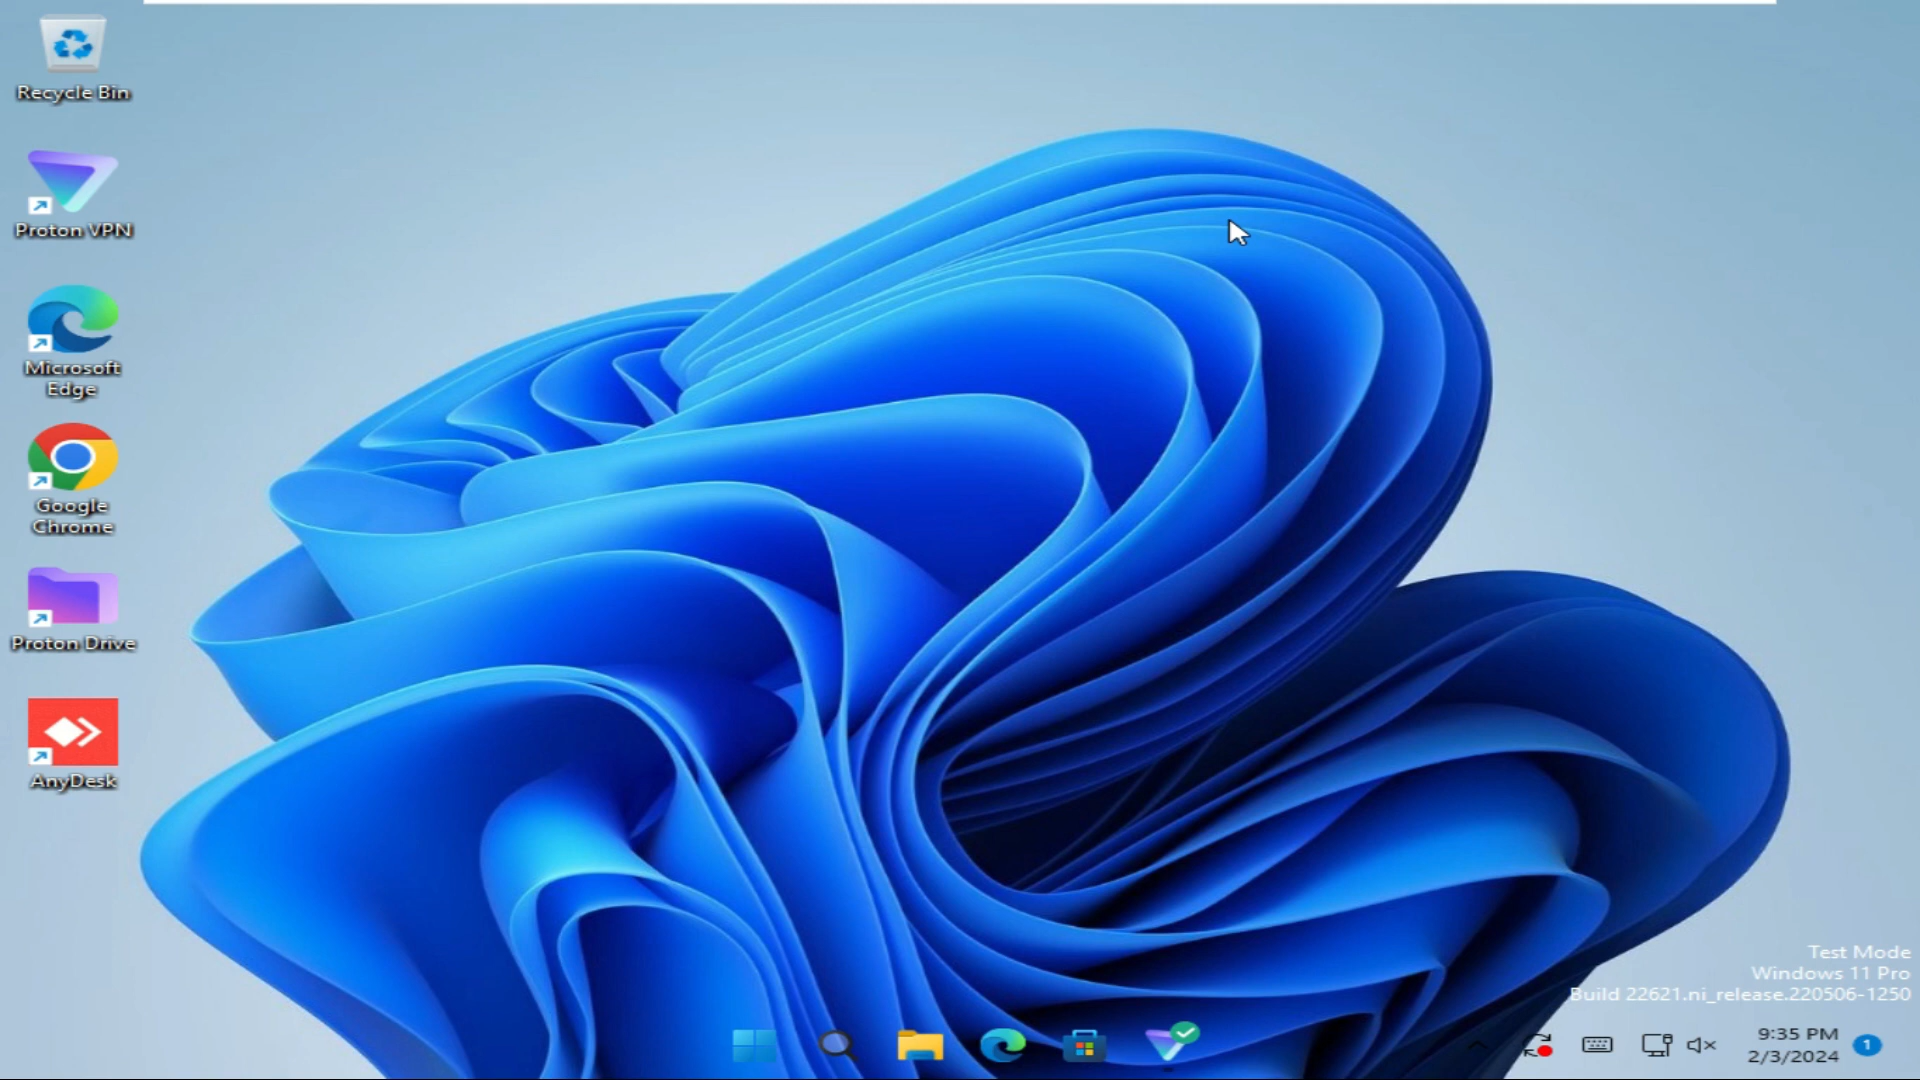 Recycle Bin
Proton VPN
Microsoft
Edge
Google
Chrome
Proton Drive
AnyDesk
Test Mode
Windows 11 Pro
Build 22621.ni_release.220506-1250
9:35 PM
2/3/2024
1